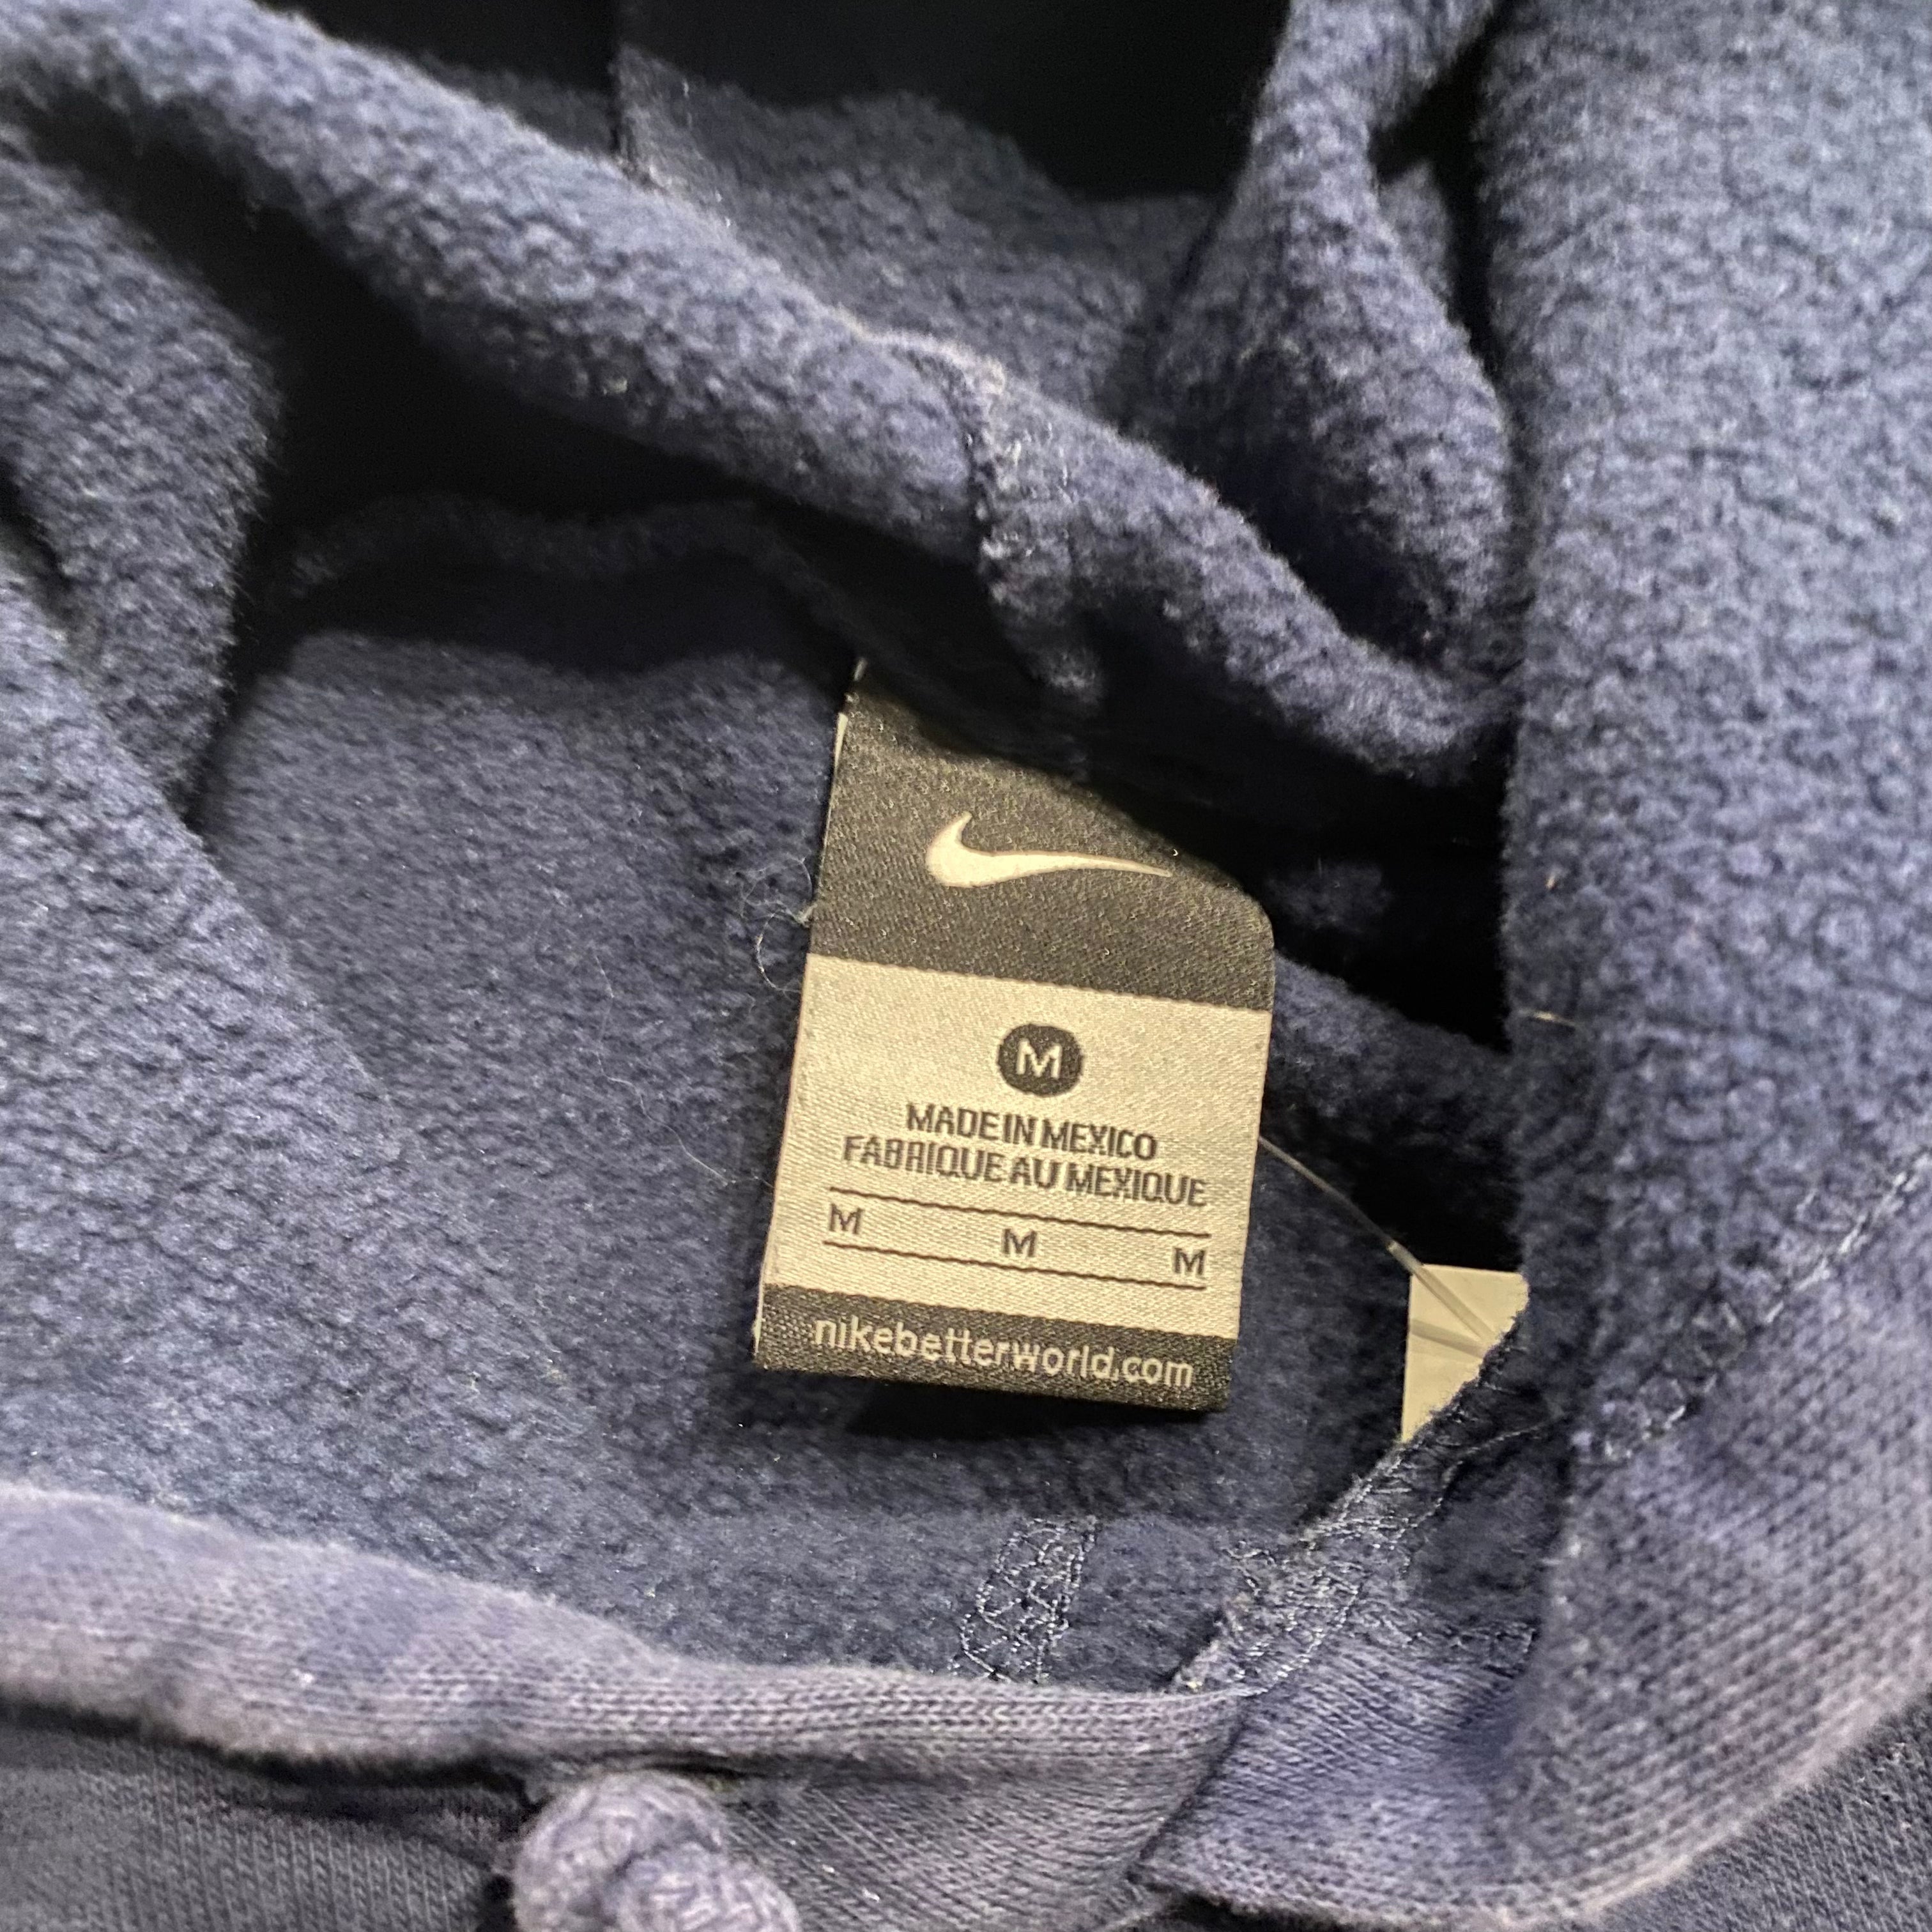 M
MADE IN MEXICO
FABRIQUE AU MEXIQUE
M M M
nikebetterworld.com